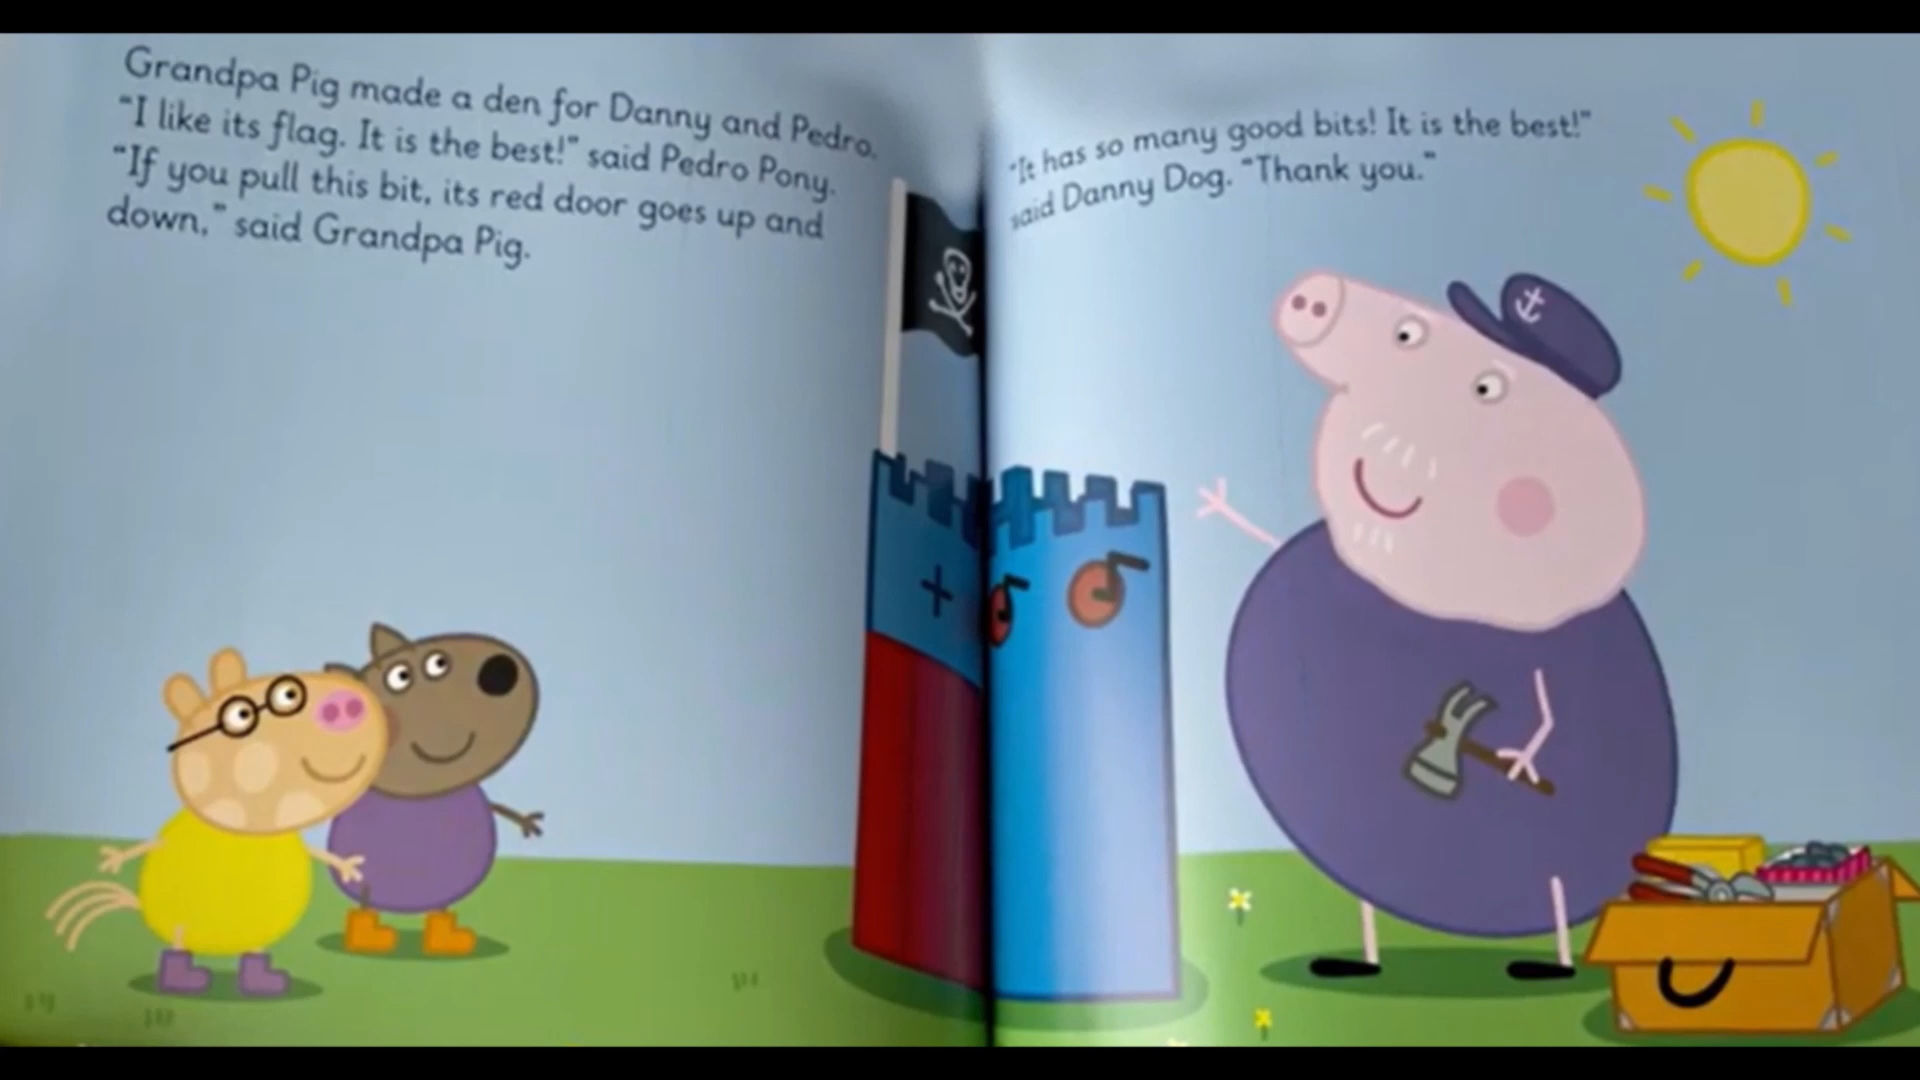 Grandpa Pig made a den for Danny and Pedro.
"I like its flag. It is the best!" said Pedro Pony.
"If you pull this bit, its red door goes up and
down," said Grandpa Pig.
"It has so many good bits! It is the best!"
said Danny Dog. "Thank you."